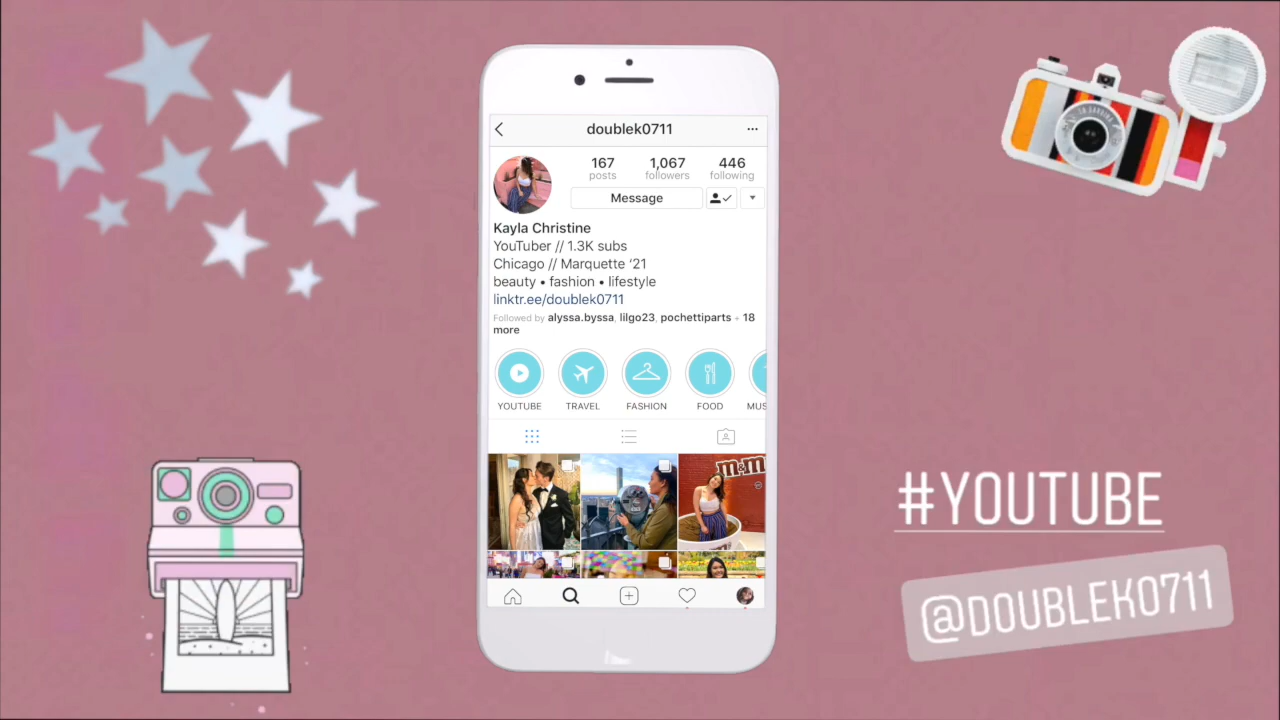 doublek0711
167 1,067 446
posts followers following
Message
Kayla Christine
YouTuber // 1.3K subs
Chicago // Marquette ‘21
beauty • fashion • lifestyle
linktr.ee/doublek0711
Followed by alyssa.byssa, lilgo23, pochettiparts + 18
more
YOUTUBE TRAVEL FASHION FOOD MUS
m&m
#YOUTUBE
@DOUBLEK0711